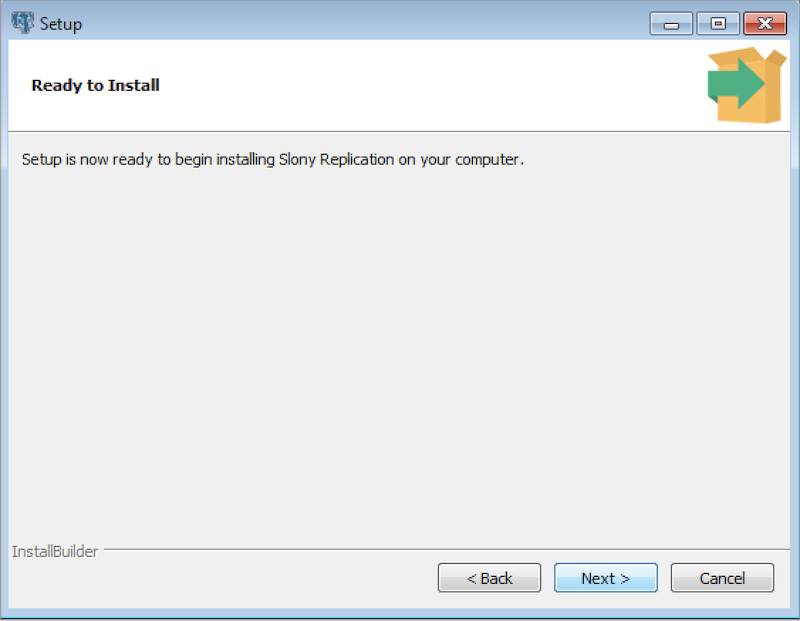 Setup
Ready to Install
Setup is now ready to begin installing Slony Replication on your computer.
InstallBuilder
< Back
Next >
Cancel